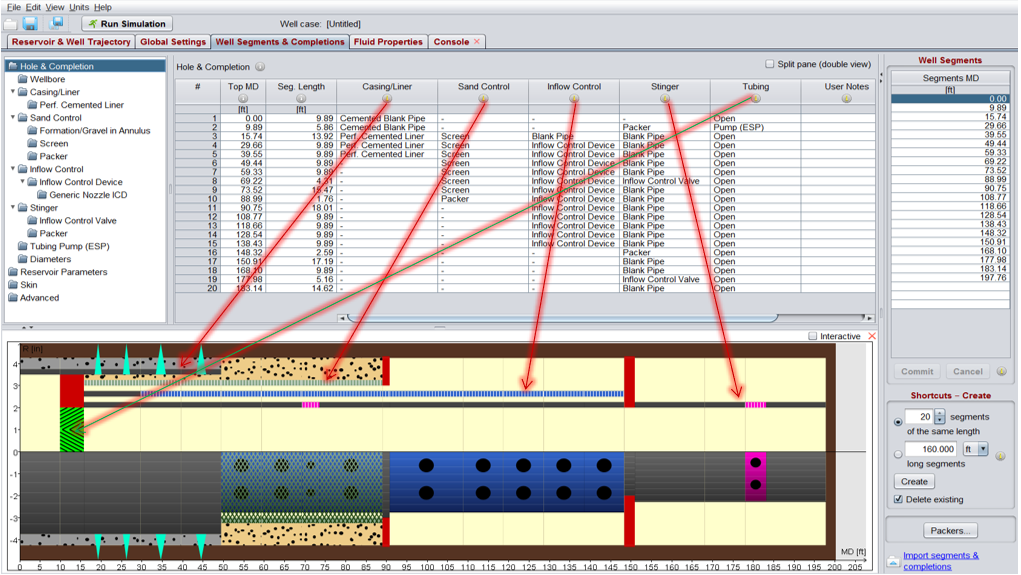 File Edit View Units Help
Run Simulation Well case: [Untitled]
Reservoir & Well Trajectory Global Settings Well Segments & Completions Fluid Properties Console
Hole & Completion
Wellbore
Casing/Liner
Perf. Cemented Liner
Sand Control
Formation/Gravel in Annulus
Screen
Packer
Inflow Control
Inflow Control Device
Generic Nozzle ICD
Stinger
Inflow Control Valve
Packer
Tubing Pump (ESP)
Diameters
Reservoir Parameters
Skin
Advanced
Hole & Completion Split pane (double view)
# Top MD Seg. Length Casing/Liner Sand Control Inflow Control Stinger Tubing User Notes
[ft] [ft]
1 0.00 9.89 Cemented Blank Pipe - - - Open
2 9.89 5.86 Cemented Blank Pipe - - Packer Pump (ESP)
3 15.74 13.92 Perf. Cemented Liner Screen Blank Pipe Blank Pipe Open
4 29.66 9.89 Perf. Cemented Liner Screen Inflow Control Device Blank Pipe Open
5 39.55 9.89 Perf. Cemented Liner Screen Inflow Control Device Blank Pipe Open
6 49.44 9.89 - Screen Inflow Control Device Blank Pipe Open
7 59.33 9.89 - Screen Inflow Control Device Blank Pipe Open
8 69.22 - Screen Inflow Control Device Inflow Control Valve Open
9 73.52 15.47 - Screen Inflow Control Device Blank Pipe Open
10 88.99 1.76 - Packer Inflow Control Device Blank Pipe Open
11 90.75 18.01 - Inflow Control Device Blank Pipe Open
12 108.77 9.89 - Inflow Control Device Blank Pipe Open
13 118.66 9.89 - Inflow Control Device Blank Pipe Open
14 128.54 9.89 - Inflow Control Device Blank Pipe Open
15 138.43 9.89 - Inflow Control Device Blank Pipe Open
16 148.32 2.59 - Packer Open
17 150.91 17.19 - Blank Pipe Open
18 168.10 9.89 - Blank Pipe Open
19 177.98 5.16 - Inflow Control Valve Open
20 183.14 14.62 - Blank Pipe Open
Well Segments
Segments MD
[ft]
0.00
9.89
15.74
29.66
39.55
49.44
59.33
69.22
73.52
88.99
90.75
108.77
118.66
128.54
138.43
148.32
150.91
168.10
177.98
183.14
197.76
Commit Cancel
Shortcuts – Create
20 segments
of the same length
160.000 ft
long segments
Create
Delete existing
Packers...
Import segments &
completions
Interactive
R [in]
4
3
2
1
0
-1
-2
-3
-4
MD [ft]
0 5 10 15 20 25 30 35 40 45 50 55 60 65 70 75 80 85 90 95 100 105 110 115 120 125 130 135 140 145 150 155 160 165 170 175 180 185 190 195 200 205